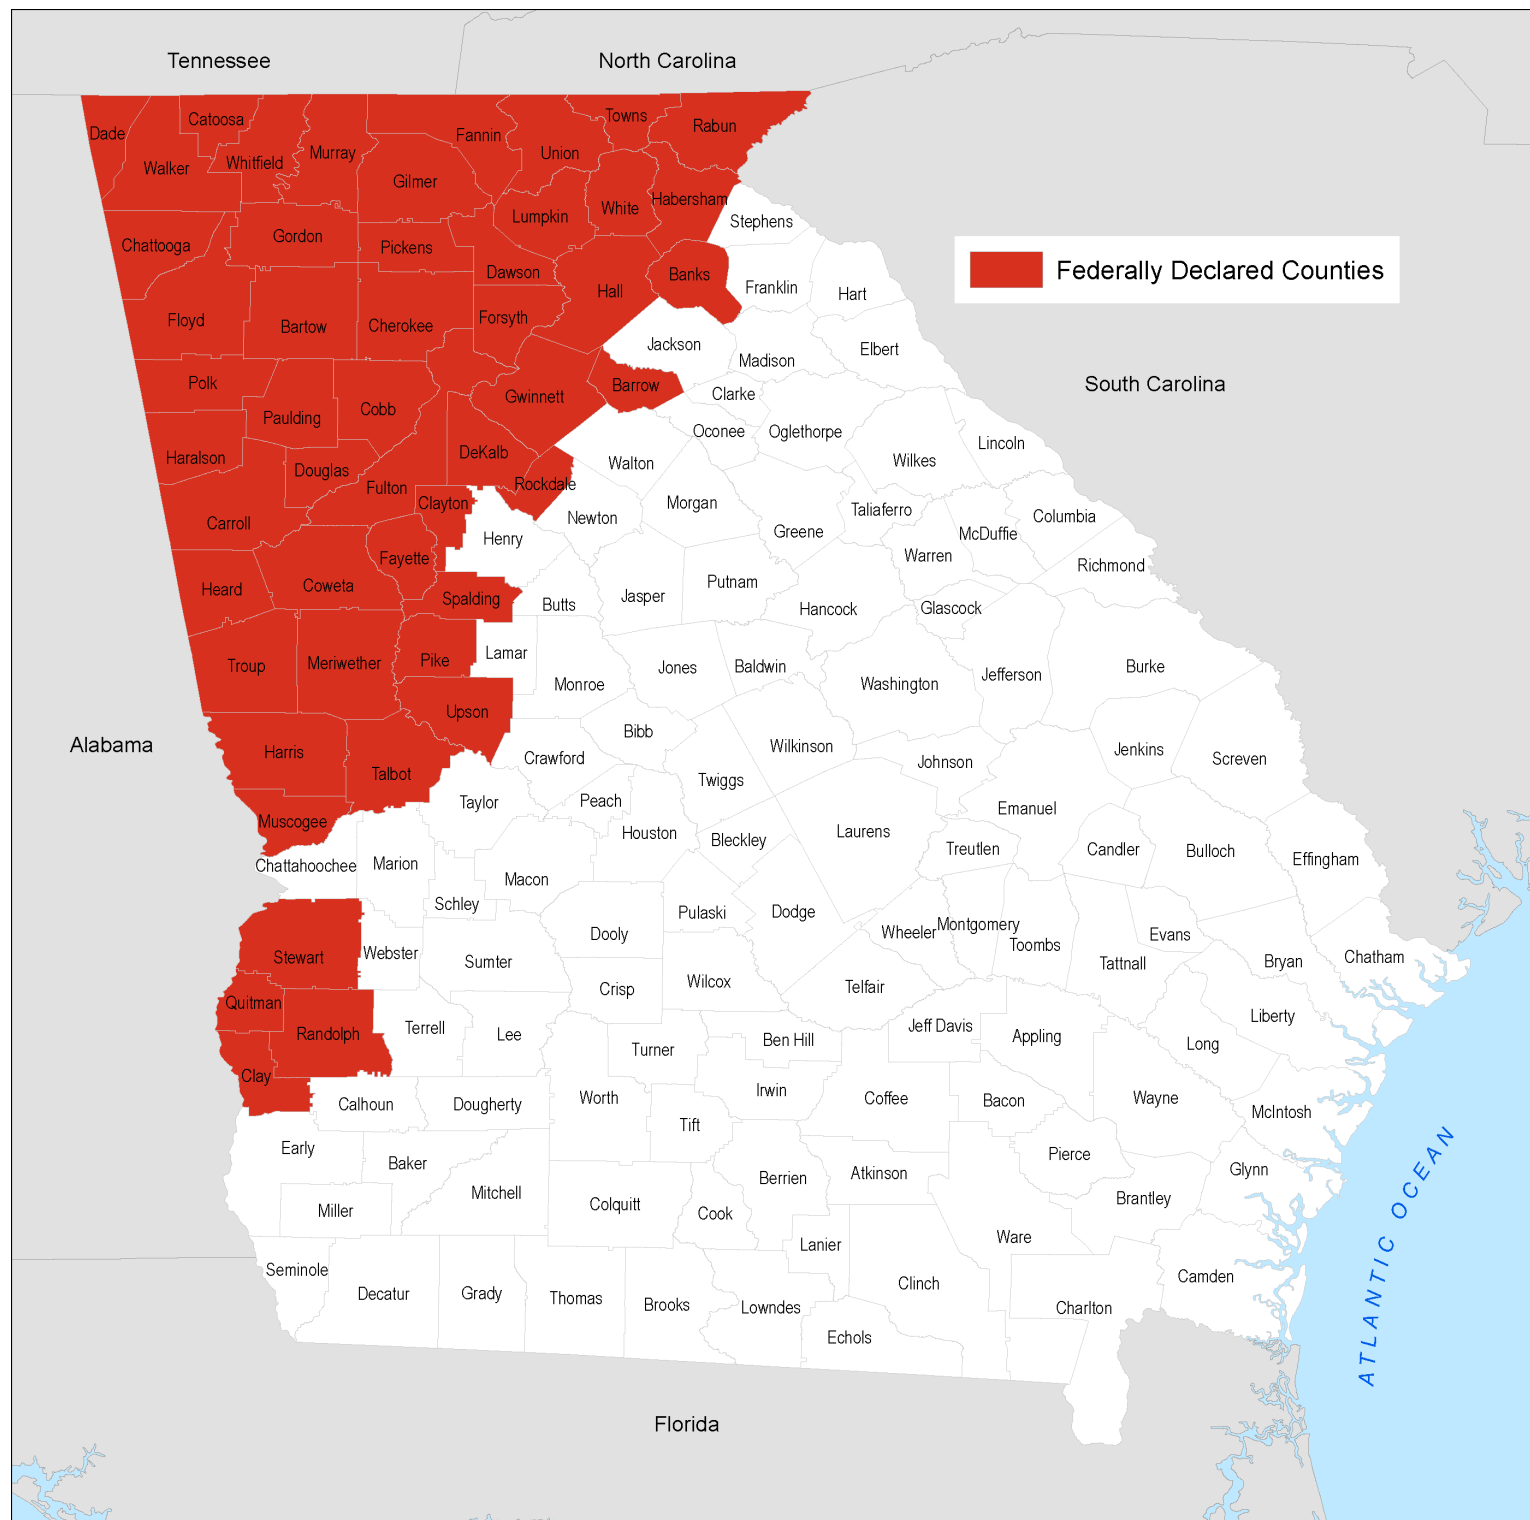 Tennessee
North Carolina
Dade
Catoosa
Walker
Whitfield
Murray
Fannin
Gilmer
Union
Towns
Rabun
Lumpkin
White
Habersham
Stephens
Chattooga
Gordon
Pickens
Dawson
Hall
Banks
Franklin
Hart
Federally Declared Counties
Floyd
Bartow
Cherokee
Forsyth
Jackson
Madison
Elbert
South Carolina
Polk
Paulding
Cobb
Gwinnett
Barrow
Clarke
Oconee
Oglethorpe
Wilkes
Lincoln
Haralson
Douglas
Fulton
DeKalb
Rockdale
Walton
Clayton
Newton
Morgan
Greene
Taliaferro
McDuffie
Columbia
Carroll
Fayette
Henry
Warren
Richmond
Heard
Coweta
Spalding
Butts
Jasper
Putnam
Hancock
Glascock
Troup
Meriwether
Pike
Lamar
Monroe
Jones
Baldwin
Washington
Jefferson
Burke
Upson
Alabama
Harris
Talbot
Crawford
Bibb
Wilkinson
Johnson
Jenkins
Screven
Twiggs
Taylor
Peach
Houston
Muscogee
Emanuel
Laurens
Bleckley
Treutlen
Candler
Bulloch
Effingham
Chattahoochee
Marion
Macon
Schley
Pulaski
Dodge
Dooly
Wheeler
Montgomery
Toombs
Evans
Tattnall
Bryan
Chatham
Stewart
Webster
Sumter
Crisp
Wilcox
Telfair
Quitman
Randolph
Terrell
Lee
Turner
Ben Hill
Jeff Davis
Appling
Long
Liberty
Clay
Calhoun
Dougherty
Worth
Irwin
Coffee
Bacon
Wayne
McIntosh
Tift
Early
Baker
Mitchell
Berrien
Atkinson
Pierce
Brantley
Glynn
Miller
Colquitt
Cook
Lanier
Ware
Seminole
Decatur
Grady
Thomas
Brooks
Lowndes
Echols
Clinch
Charlton
Camden
ATLANTIC OCEAN
Florida